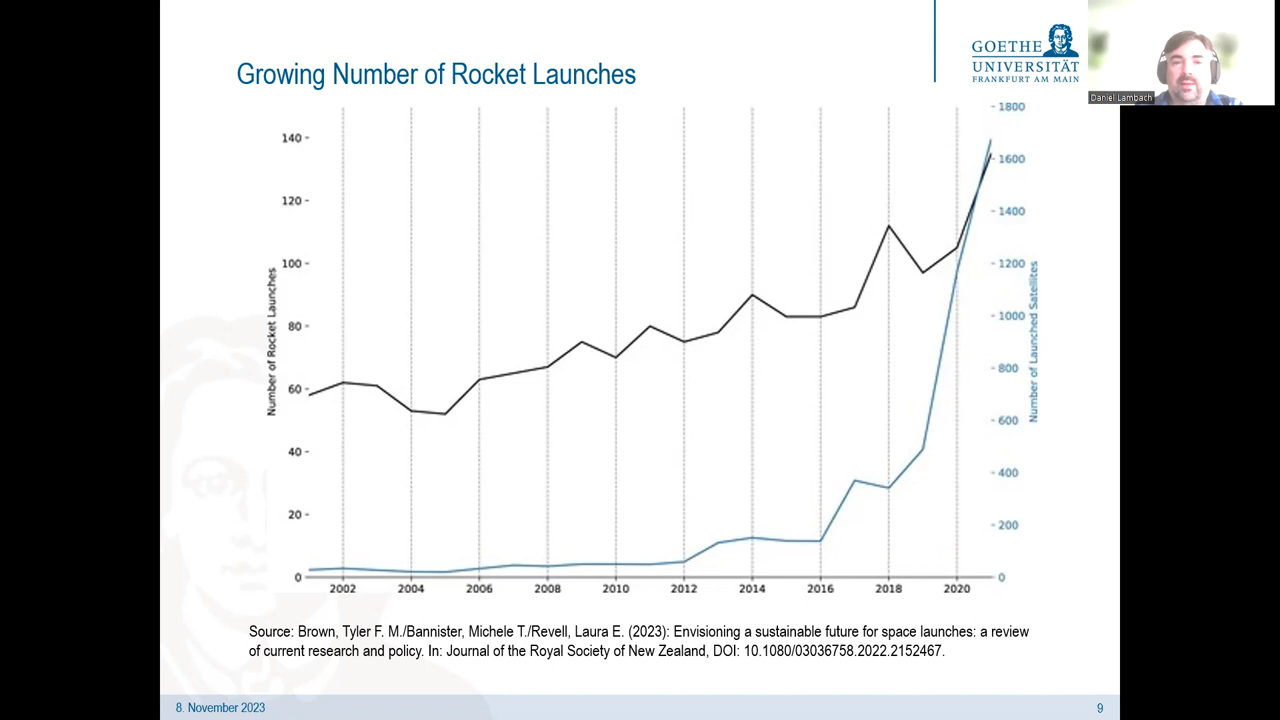 Growing Number of Rocket Launches
GOETHE
UNIVERSITÄT
FRANKFURT AM MAIN
Daniel Lambach
Number of Rocket Launches
140
120
100
80
60
40
20
0
1800
1600
1400
1200
1000
800
600
400
200
0
Number of Launched Satellites
2002 2004 2006 2008 2010 2012 2014 2016 2018 2020
Source: Brown, Tyler F. M./Bannister, Michele T./Revell, Laura E. (2023): Envisioning a sustainable future for space launches: a review
of current research and policy. In: Journal of the Royal Society of New Zealand, DOI: 10.1080/03036758.2022.2152467.
8. November 2023
9